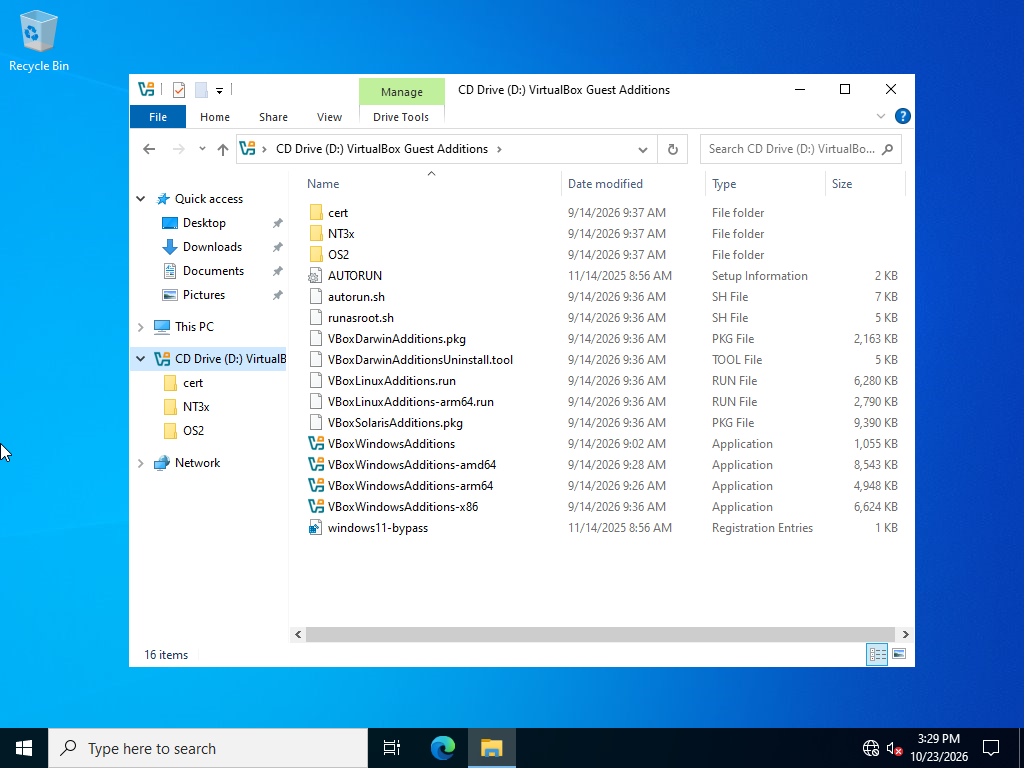 Recycle Bin
Manage
CD Drive (D:) VirtualBox Guest Additions
File
Home
Share
View
Drive Tools
CD Drive (D:) VirtualBox Guest Additions
Search CD Drive (D:) VirtualBo...
Name
Date modified
Type
Size
Quick access
Desktop
Downloads
Documents
Pictures
This PC
CD Drive (D:) VirtualB
cert
NT3x
OS2
Network
cert 9/14/2026 9:37 AM File folder
NT3x 9/14/2026 9:37 AM File folder
OS2 9/14/2026 9:37 AM File folder
AUTORUN 11/14/2025 8:56 AM Setup Information 2 KB
autorun.sh 9/14/2026 9:36 AM SH File 7 KB
runasroot.sh 9/14/2026 9:36 AM SH File 5 KB
VBoxDarwinAdditions.pkg 9/14/2026 9:36 AM PKG File 2,163 KB
VBoxDarwinAdditionsUninstall.tool 9/14/2026 9:36 AM TOOL File 5 KB
VBoxLinuxAdditions.run 9/14/2026 9:36 AM RUN File 6,280 KB
VBoxLinuxAdditions-arm64.run 9/14/2026 9:36 AM RUN File 2,790 KB
VBoxSolarisAdditions.pkg 9/14/2026 9:36 AM PKG File 9,390 KB
VBoxWindowsAdditions 9/14/2026 9:02 AM Application 1,055 KB
VBoxWindowsAdditions-amd64 9/14/2026 9:28 AM Application 8,543 KB
VBoxWindowsAdditions-arm64 9/14/2026 9:26 AM Application 4,948 KB
VBoxWindowsAdditions-x86 9/14/2026 9:36 AM Application 6,624 KB
windows11-bypass 11/14/2025 8:56 AM Registration Entries 1 KB
16 items
Type here to search
3:29 PM
10/23/2026